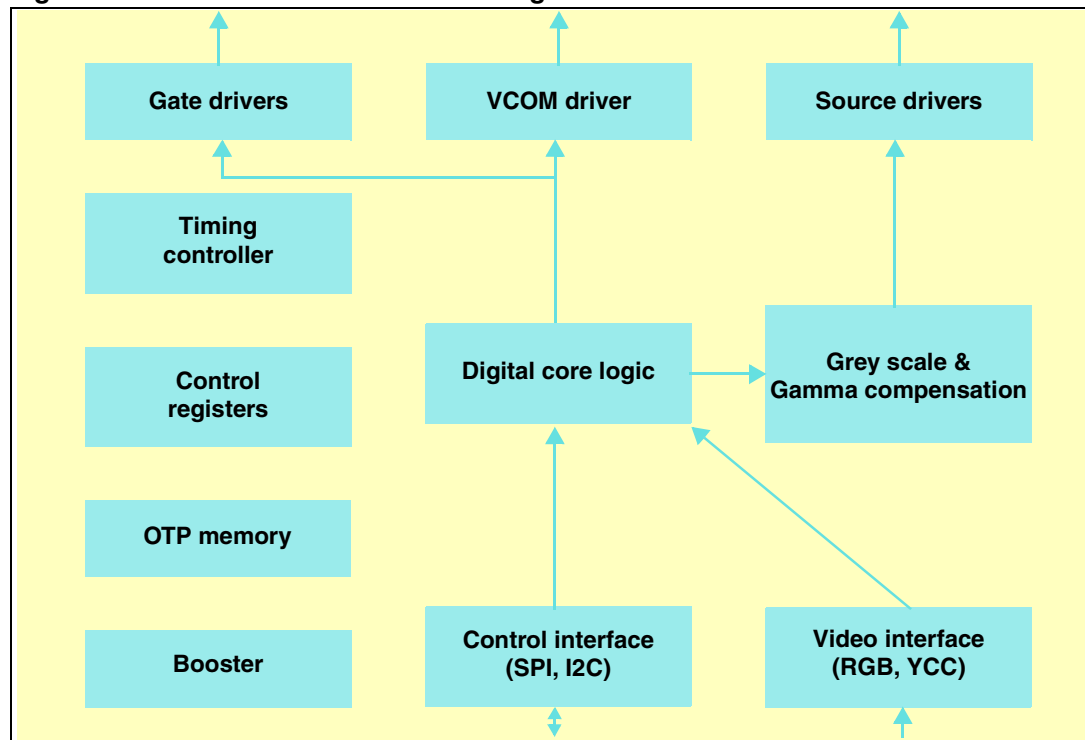 Gate drivers
VCOM driver
Source drivers
Timing
controller
Control
registers
Digital core logic
Grey scale &
Gamma compensation
OTP memory
Booster
Control interface
(SPI, I2C)
Video interface
(RGB, YCC)